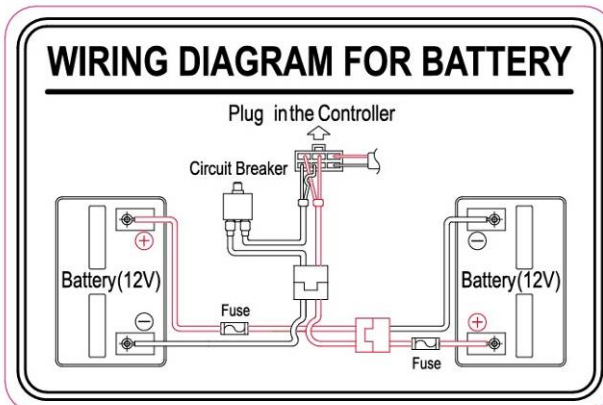 WIRING DIAGRAM FOR BATTERY
Plug in the Controller
Circuit Breaker
+
Battery(12V)
−
Fuse
−
Battery(12V)
+
Fuse